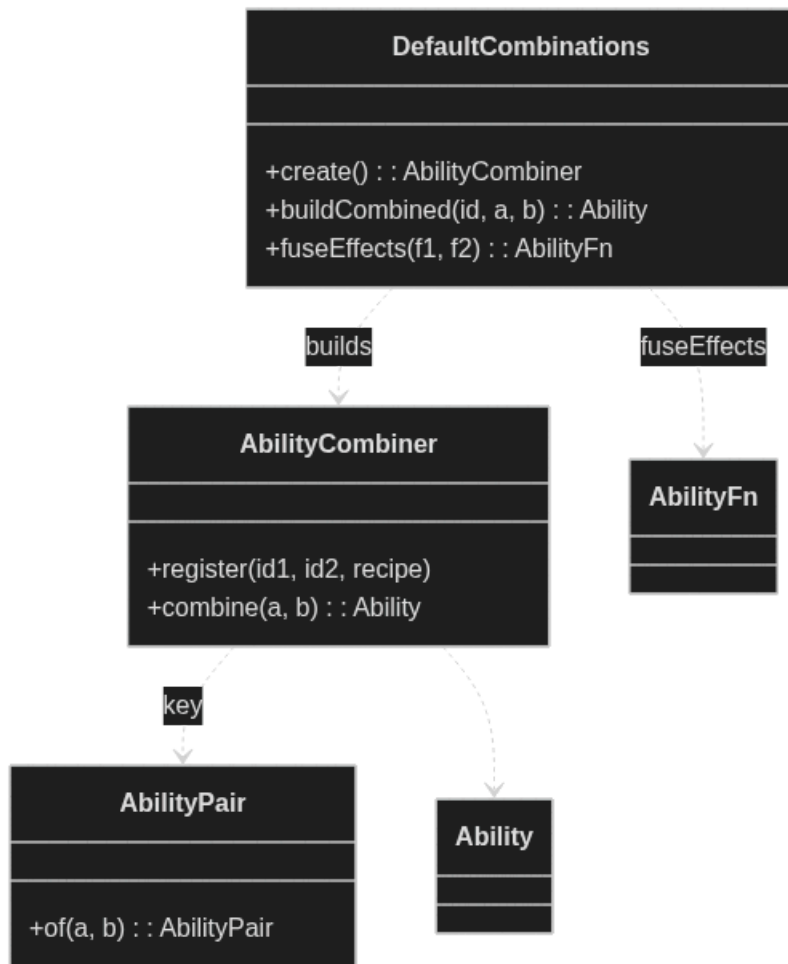 DefaultCombinations
+create() : : AbilityCombiner
+buildCombined(id, a, b) : : Ability
+fuseEffects(f1, f2) : : AbilityFn
builds
fuseEffects
AbilityCombiner
+register(id1, id2, recipe)
+combine(a, b) : : Ability
AbilityFn
key
AbilityPair
+of(a, b) : : AbilityPair
Ability